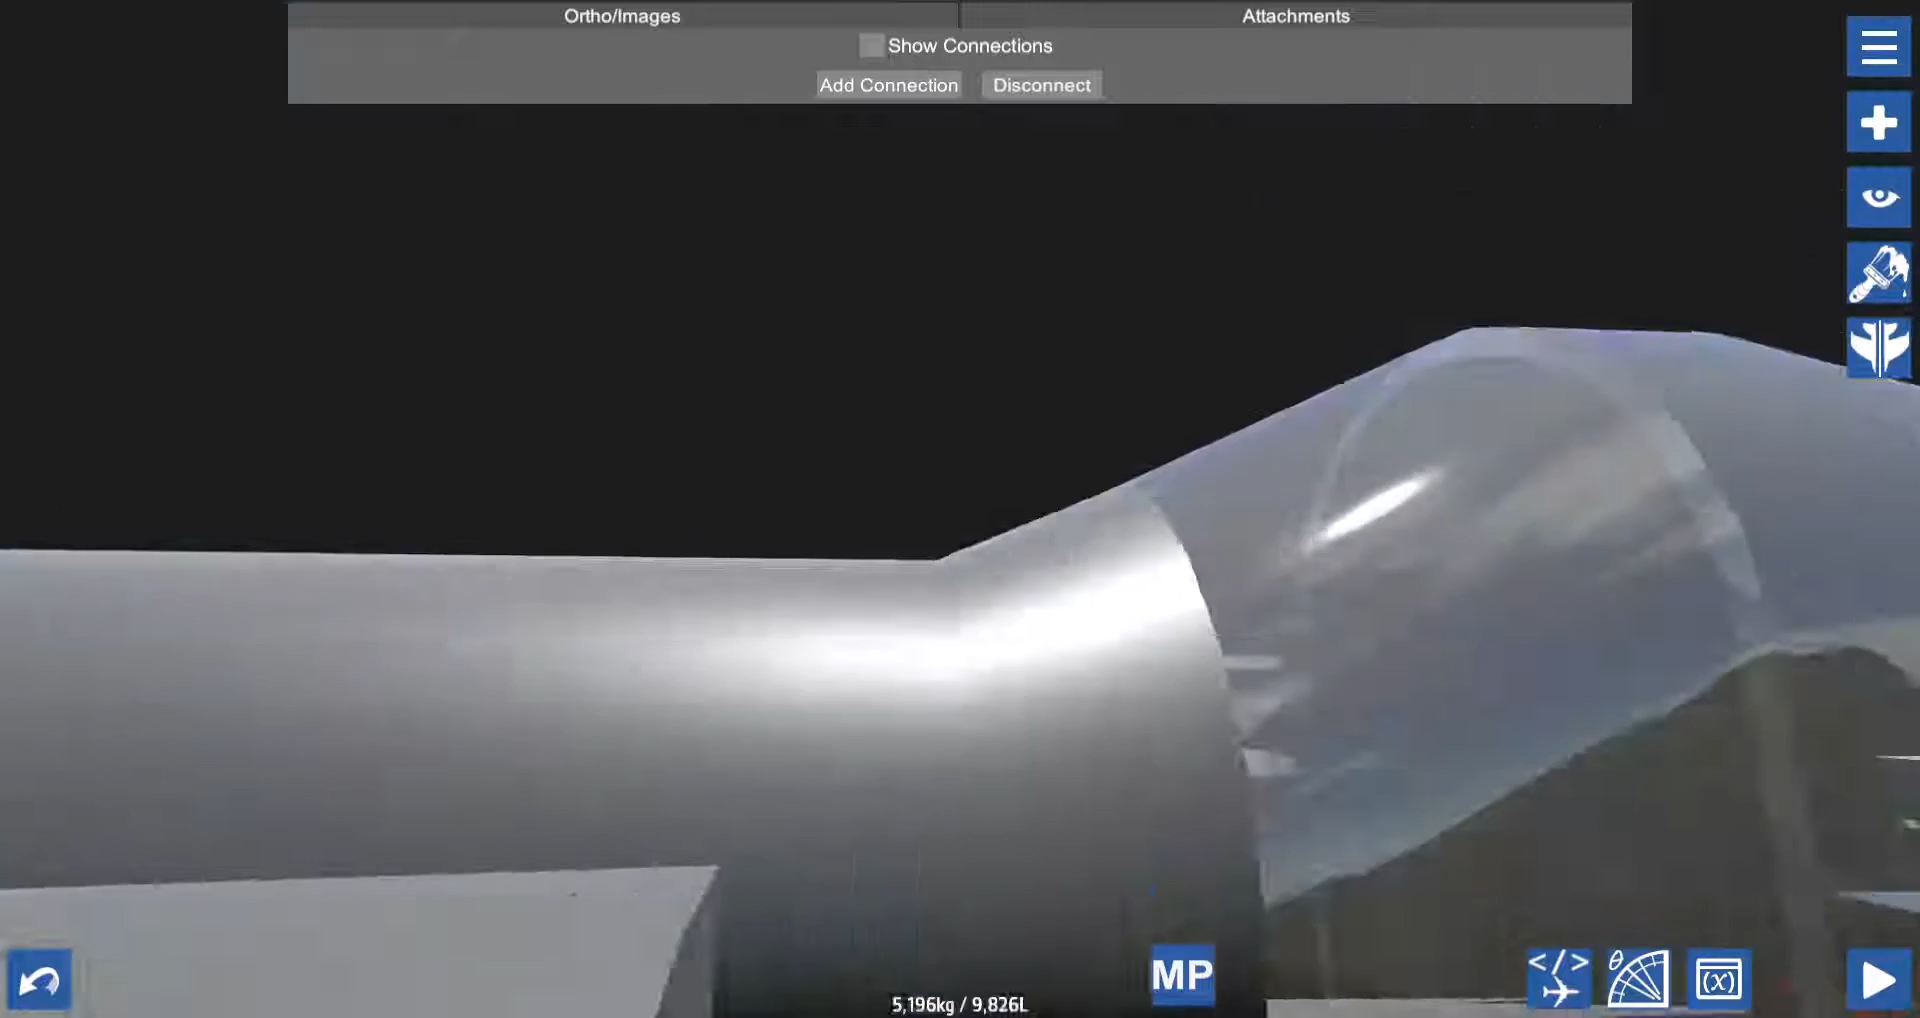 Ortho/Images
Attachments
Show Connections
Add Connection
Disconnect
MP
</>
θ
(x)
5,196kg / 9,826L